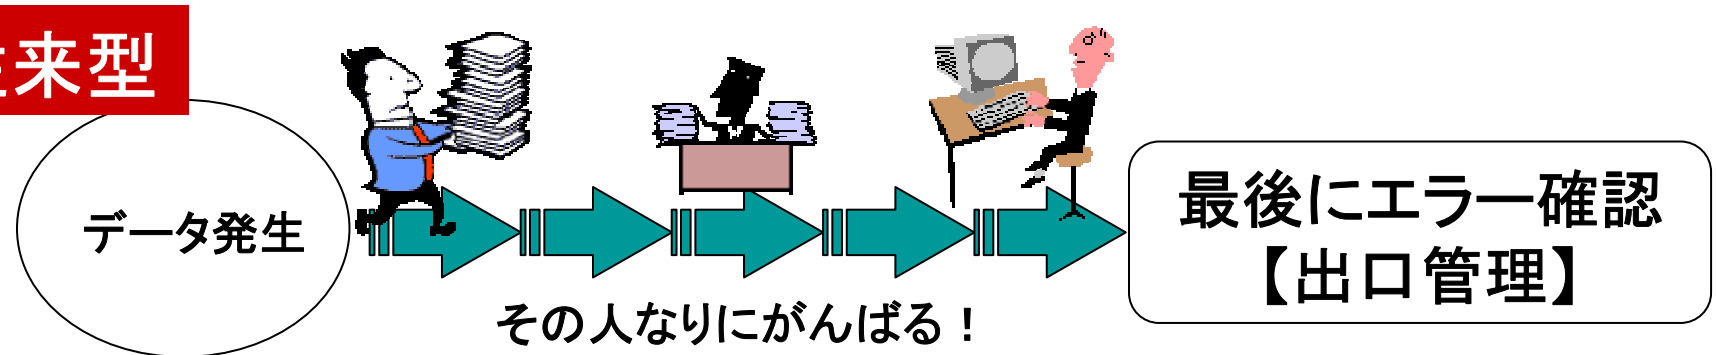 来型
データ発生
その人なりにがんばる！
最後にエラー確認
【出口管理】